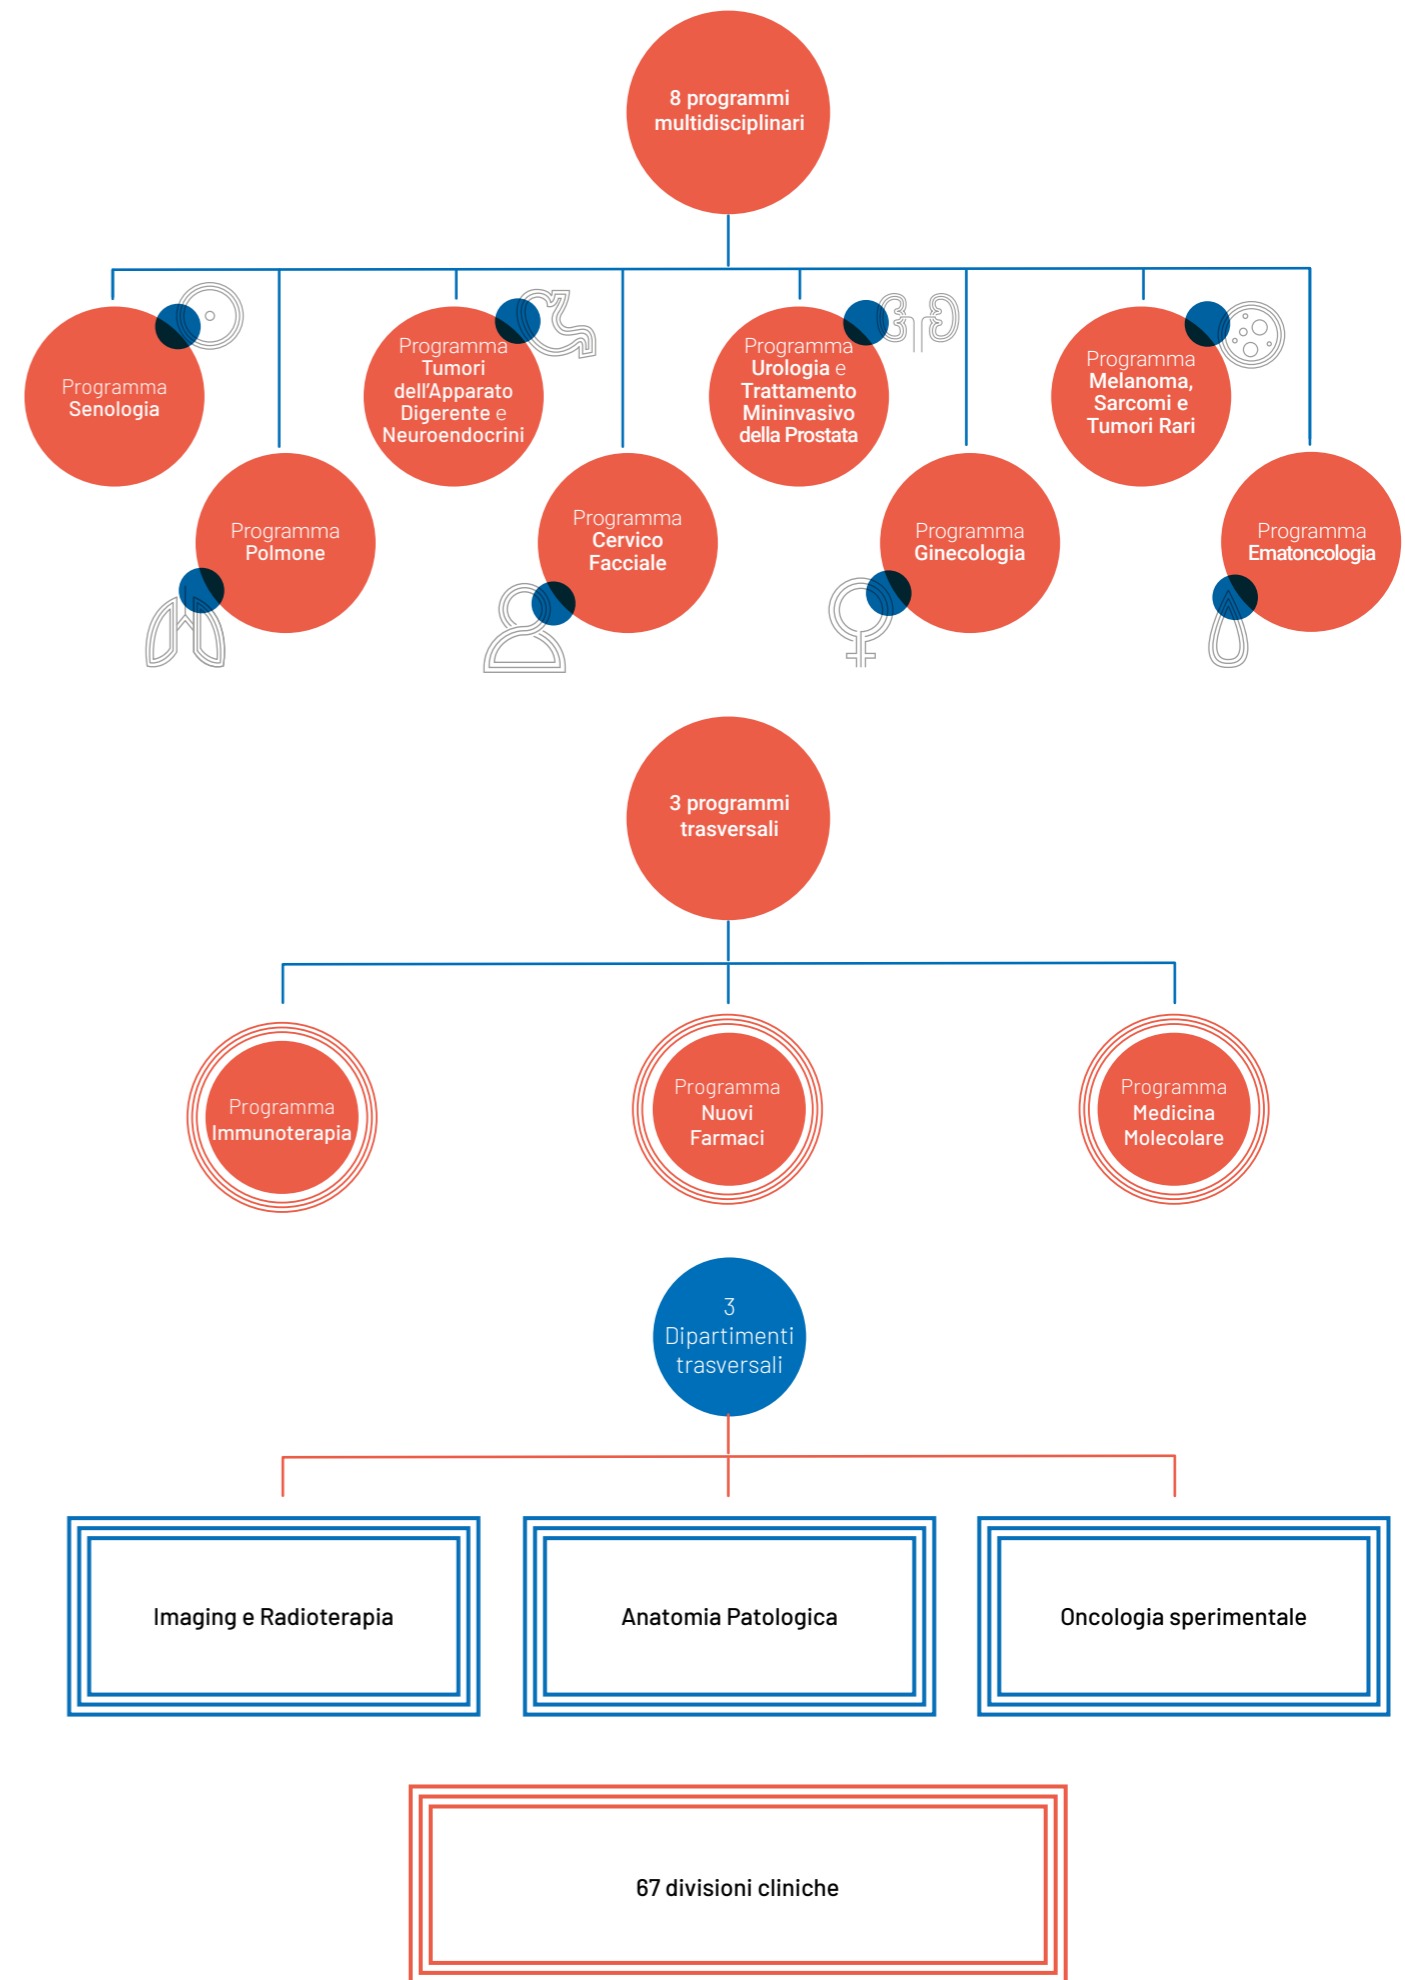 8 programmi
multidisciplinari
Programma
Senologia
Programma
Tumori
dell'Apparato
Digerente e
Neuroendocrini
Programma
Urologia e
Trattamento
Mininvasivo
della Prostata
Programma
Melanoma,
Sarcomi e
Tumori Rari
Programma
Polmone
Programma
Cervico
Facciale
Programma
Ginecologia
Programma
Ematoncologia
3 programmi
trasversali
Programma
Immunoterapia
Programma
Nuovi
Farmaci
Programma
Medicina
Molecolare
3
Dipartimenti
trasversali
Imaging e Radioterapia
Anatomia Patologica
Oncologia sperimentale
67 divisioni cliniche